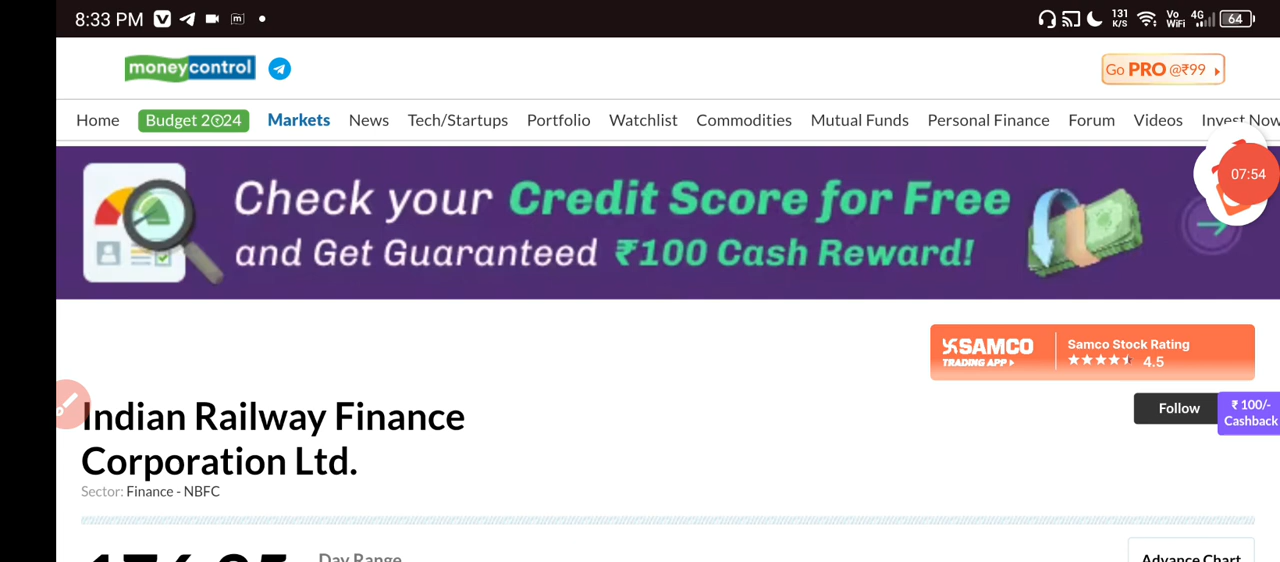 8:33 PM
131
K/S
Vo
WiFi
4G
64
moneycontrol
Go PRO @₹99
Home Budget 2024 Markets News Tech/Startups Portfolio Watchlist Commodities Mutual Funds Personal Finance Forum Videos Invest Now
07:54
Check your Credit Score for Free
and Get Guaranteed ₹100 Cash Reward!
SAMCO
TRADING APP
Samco Stock Rating
4.5
Indian Railway Finance
Corporation Ltd.
Follow
₹ 100/-
Cashback
Sector: Finance - NBFC
Day Range
Advance Chart